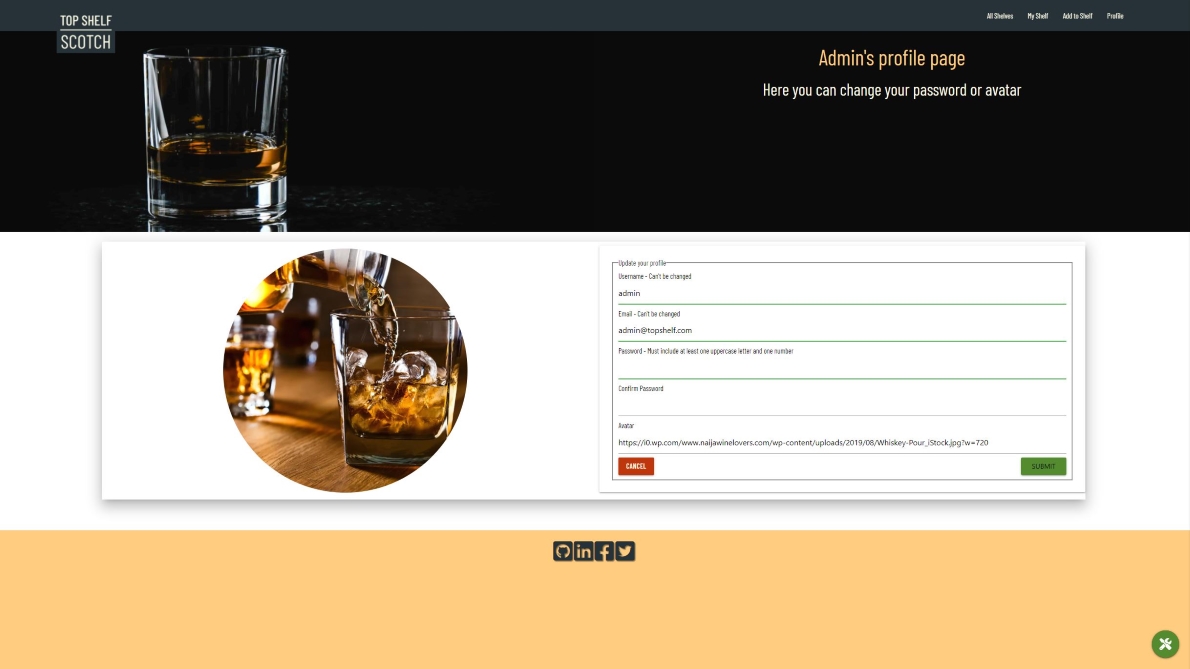 TOP SHELF
SCOTCH
All Shelves
My Shelf
Add to Shelf
Profile
Admin's profile page
Here you can change your password or avatar
Update your profile
Username - Can't be changed
admin
Email - Can't be changed
admin@topshelf.com
Password - Must include at least one uppercase letter and one number
Confirm Password
Avatar
https://i0.wp.com/www.naijawinelovers.com/wp-content/uploads/2019/08/Whiskey-Pour_iStock.jpg?w=720
CANCEL
SUBMIT